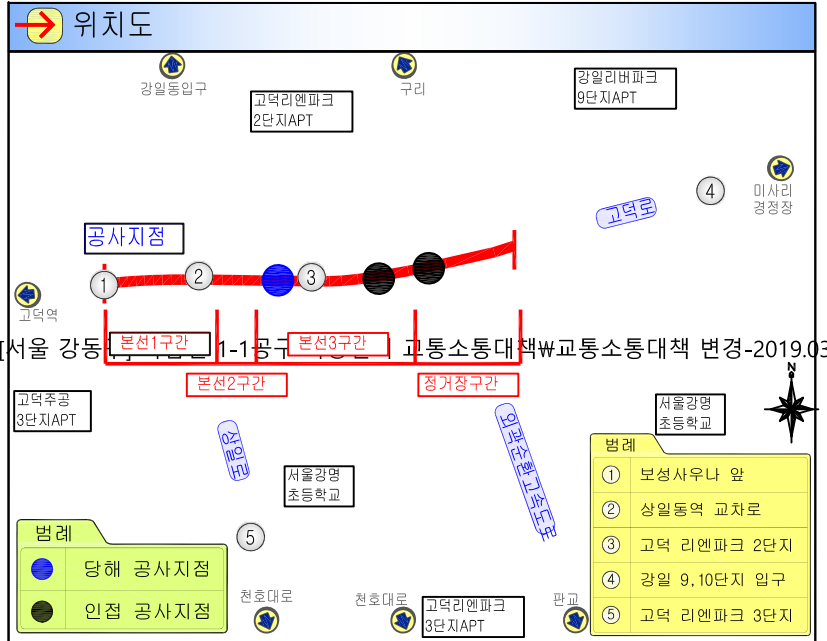 위치도
강일동입구
구리
고덕리엔파크
2단지APT
강일리버파크
9단지APT
4
미사리
경정장
고덕로
공사지점
1
2
3
고덕역
[서울 강동구]
1-1공구
교통소통대책₩교통소통대책 변경-2019.03
본선1구간
본선3구간
본선2구간
정거장구간
N
고덕주공
3단지APT
상일로
서울강명
초등학교
외곽순환고속도로
서울강명
초등학교
5
범례
당해 공사지점
인접 공사지점
천호대로
천호대로
고덕리엔파크
3단지APT
판교
범례
① 보성사우나 앞
② 상일동역 교차로
③ 고덕 리엔파크 2단지
④ 강일 9,10단지 입구
⑤ 고덕 리엔파크 3단지